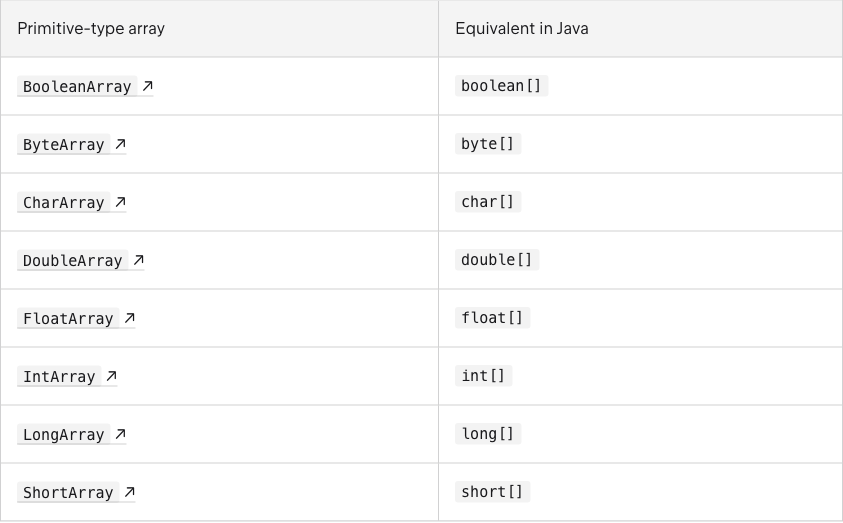 Primitive-type array Equivalent in Java
BooleanArray ↗ boolean[]
ByteArray ↗ byte[]
CharArray ↗ char[]
DoubleArray ↗ double[]
FloatArray ↗ float[]
IntArray ↗ int[]
LongArray ↗ long[]
ShortArray ↗ short[]